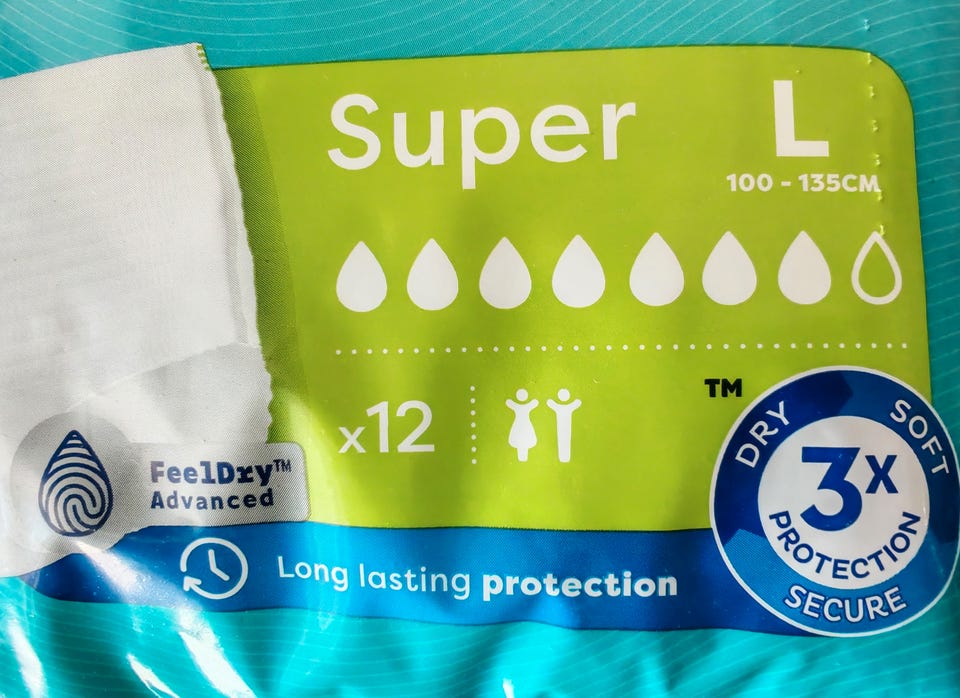 Super
L
100 - 135CM
x12
TM
FeelDry™
Advanced
DRY
SOFT
3x
PROTECTION
SECURE
Long lasting protection